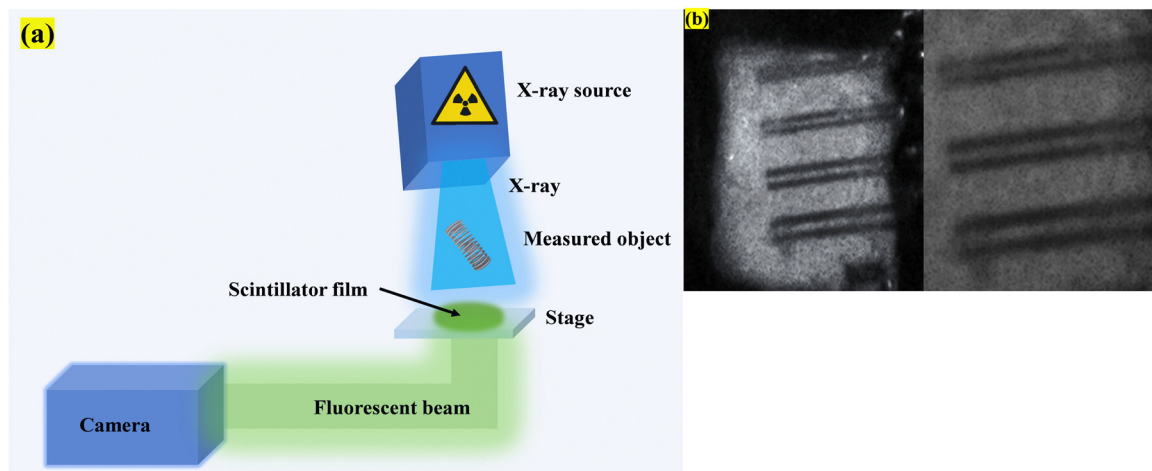 (a)
X-ray source
X-ray
Measured object
Scintillator film
Stage
Fluorescent beam
Camera
(b)